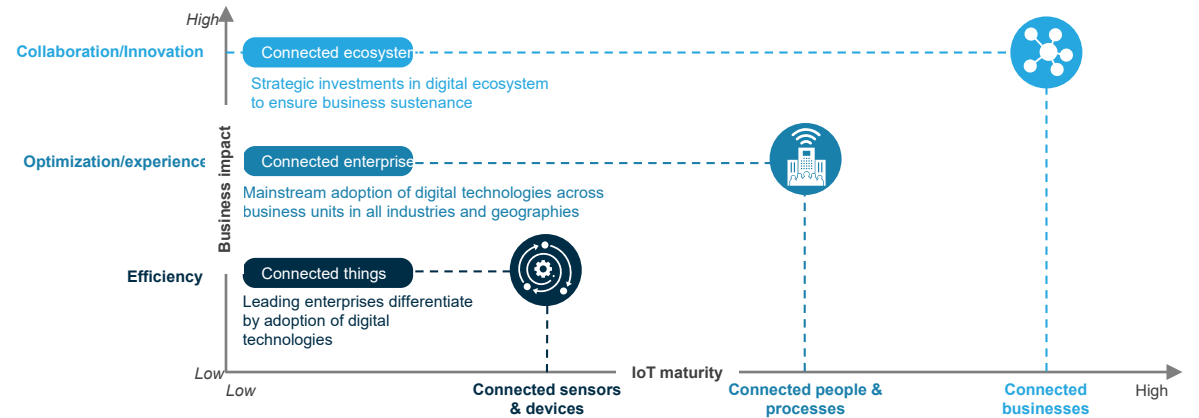 High
Collaboration/Innovation
Connected ecosystem
Strategic investments in digital ecosystem
to ensure business sustenance
Business impact
Optimization/experience
Connected enterprise
Mainstream adoption of digital technologies across
business units in all industries and geographies
Efficiency
Connected things
Leading enterprises differentiate
by adoption of digital
technologies
Low
Low
IoT maturity
Connected sensors
& devices
Connected people &
processes
Connected
businesses
High